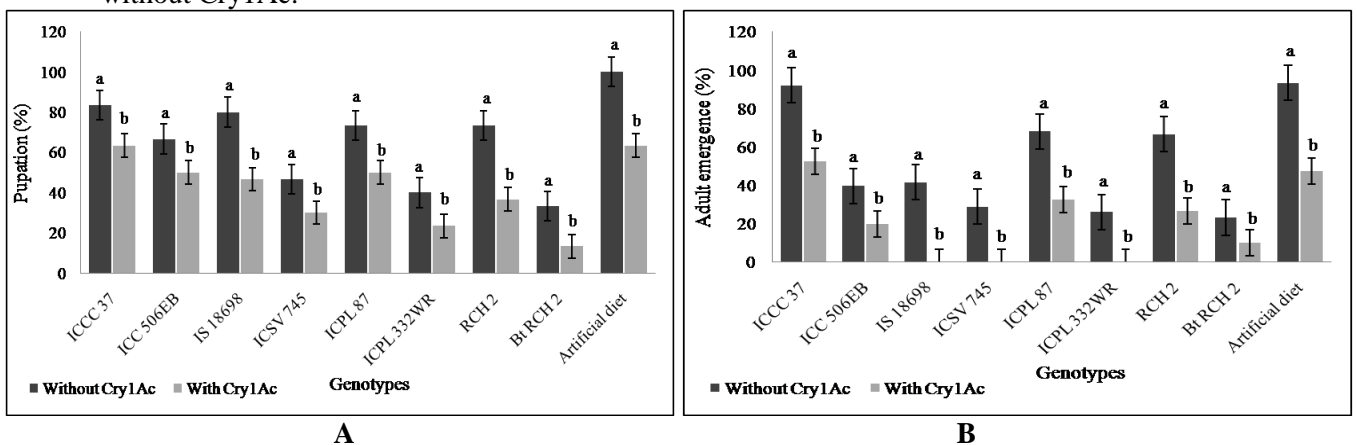 without Cry1Ac.
120
100
80
60
40
20
0
Pupation (%)
a
b
a
b
a
b
a
b
a
b
a
b
a
b
a
b
a
b
ICCC 37
ICC 506EB
IS 18698
ICSV 745
ICPL 87
ICPL 332WR
RCH 2
Bt RCH 2
Artificial diet
Genotypes
Without Cry1Ac
With Cry1Ac
A
120
100
80
60
40
20
0
Adult emergence (%)
a
b
a
b
a
b
a
b
a
b
a
b
a
b
a
b
a
b
ICCC 37
ICC 506EB
IS 18698
ICSV 745
ICPL 87
ICPL 332WR
RCH 2
Bt RCH 2
Artificial diet
Genotypes
Without Cry1Ac
With Cry1Ac
B